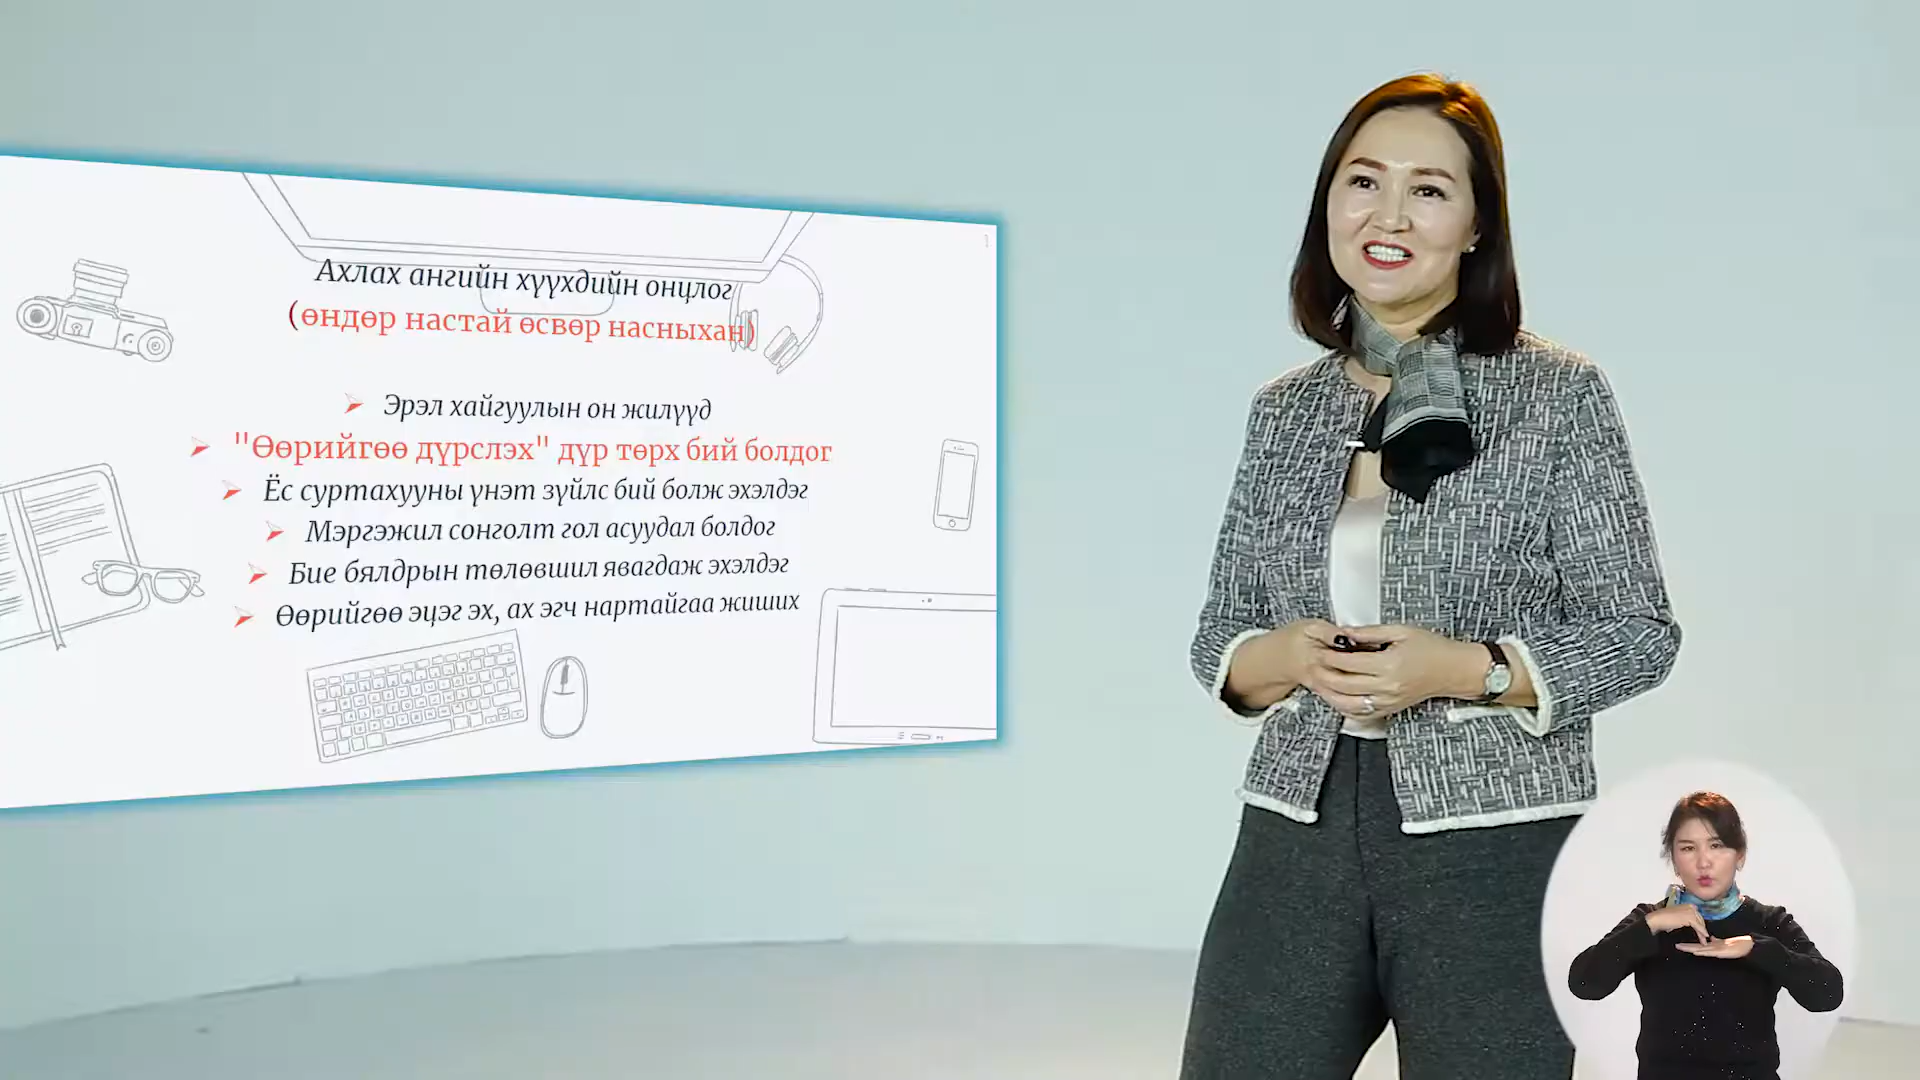 1
Ахлах ангийн хүүхдийн онцлог
(өндөр настай өсвөр насныхан)
Эрэл хайгуулын он жилүүд
"Өөрийгөө дүрслэх" дүр төрх бий болдог
Ёс суртахууны үнэт зүйлс бий болж эхэлдэг
Мэргэжил сонголт гол асуудал болдог
Бие бялдрын төлөвшил явагдаж эхэлдэг
Өөрийгөө эцэг эх, ах эгч нартайгаа жиших